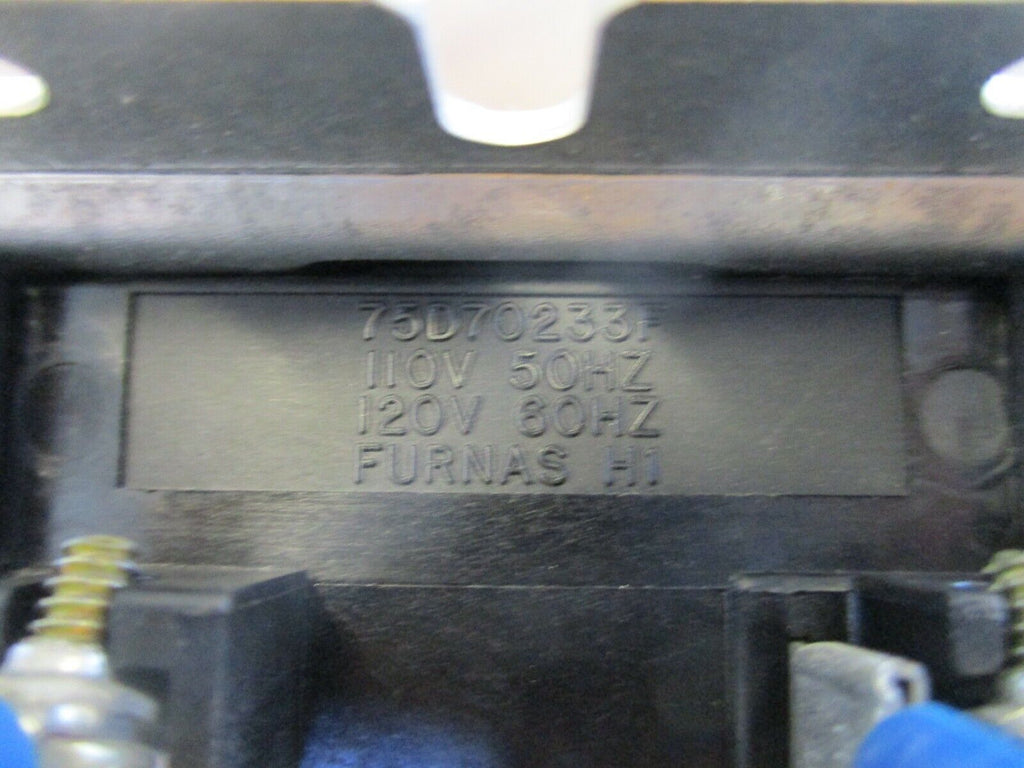 75D70233F
110V 50HZ
120V 60HZ
FURNAS H1